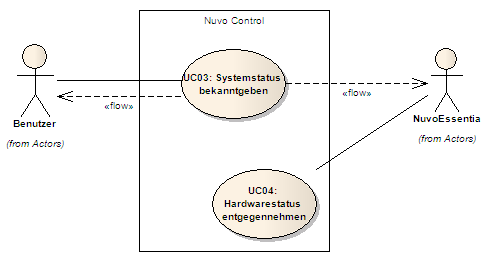 Nuvo Control
UC03: Systemstatus
bekanntgeben
«flow»
«flow»
Benutzer
(from Actors)
NuvoEssentia
(from Actors)
UC04:
Hardwarestatus
entgegennehmen